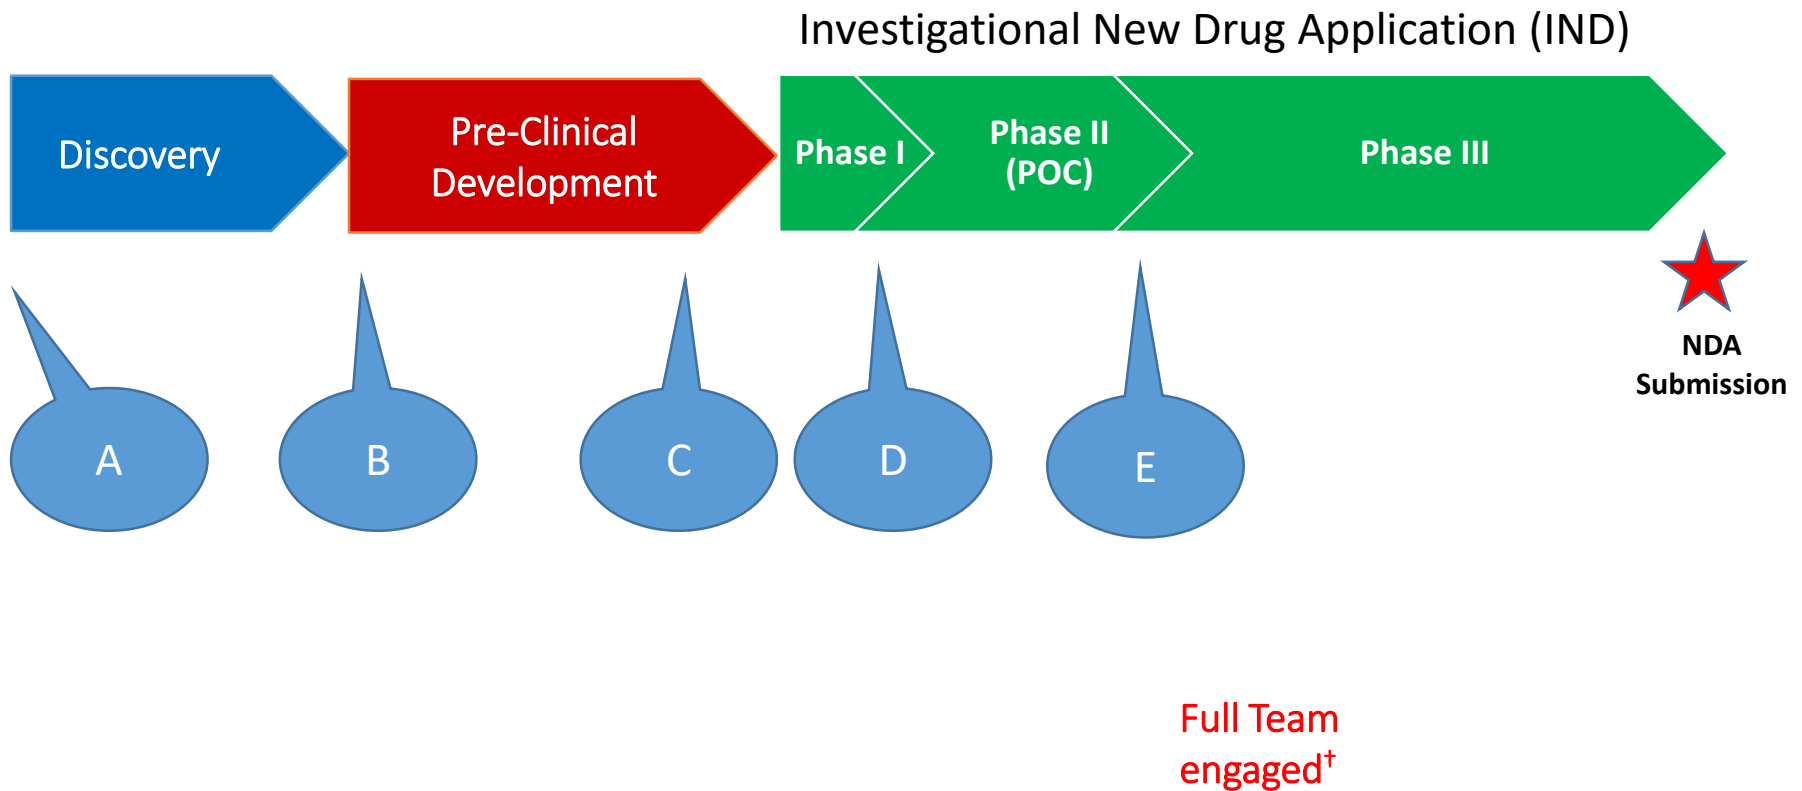 Investigational New Drug Application (IND)
Discovery
Pre-Clinical
Development
Phase I
Phase II
(POC)
Phase III
NDA
Submission
A
B
C
D
E
Full Team
engaged†